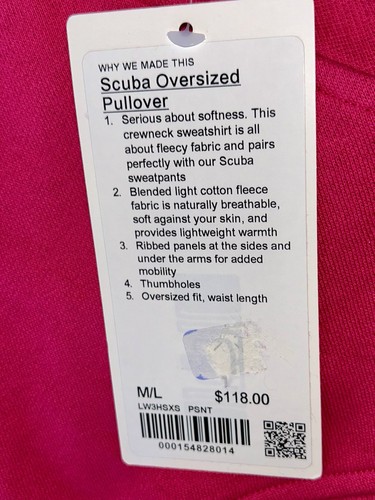 WHY WE MADE THIS
Scuba Oversized
Pullover
1. Serious about softness. This
crewneck sweatshirt is all
about fleecy fabric and pairs
perfectly with our Scuba
sweatpants
2. Blended light cotton fleece
fabric is naturally breathable,
soft against your skin, and
provides lightweight warmth
3. Ribbed panels at the sides and
under the arms for added
mobility
4. Thumbholes
5. Oversized fit, waist length
M/L $118.00
LW3HSXS PSNT
000154828014